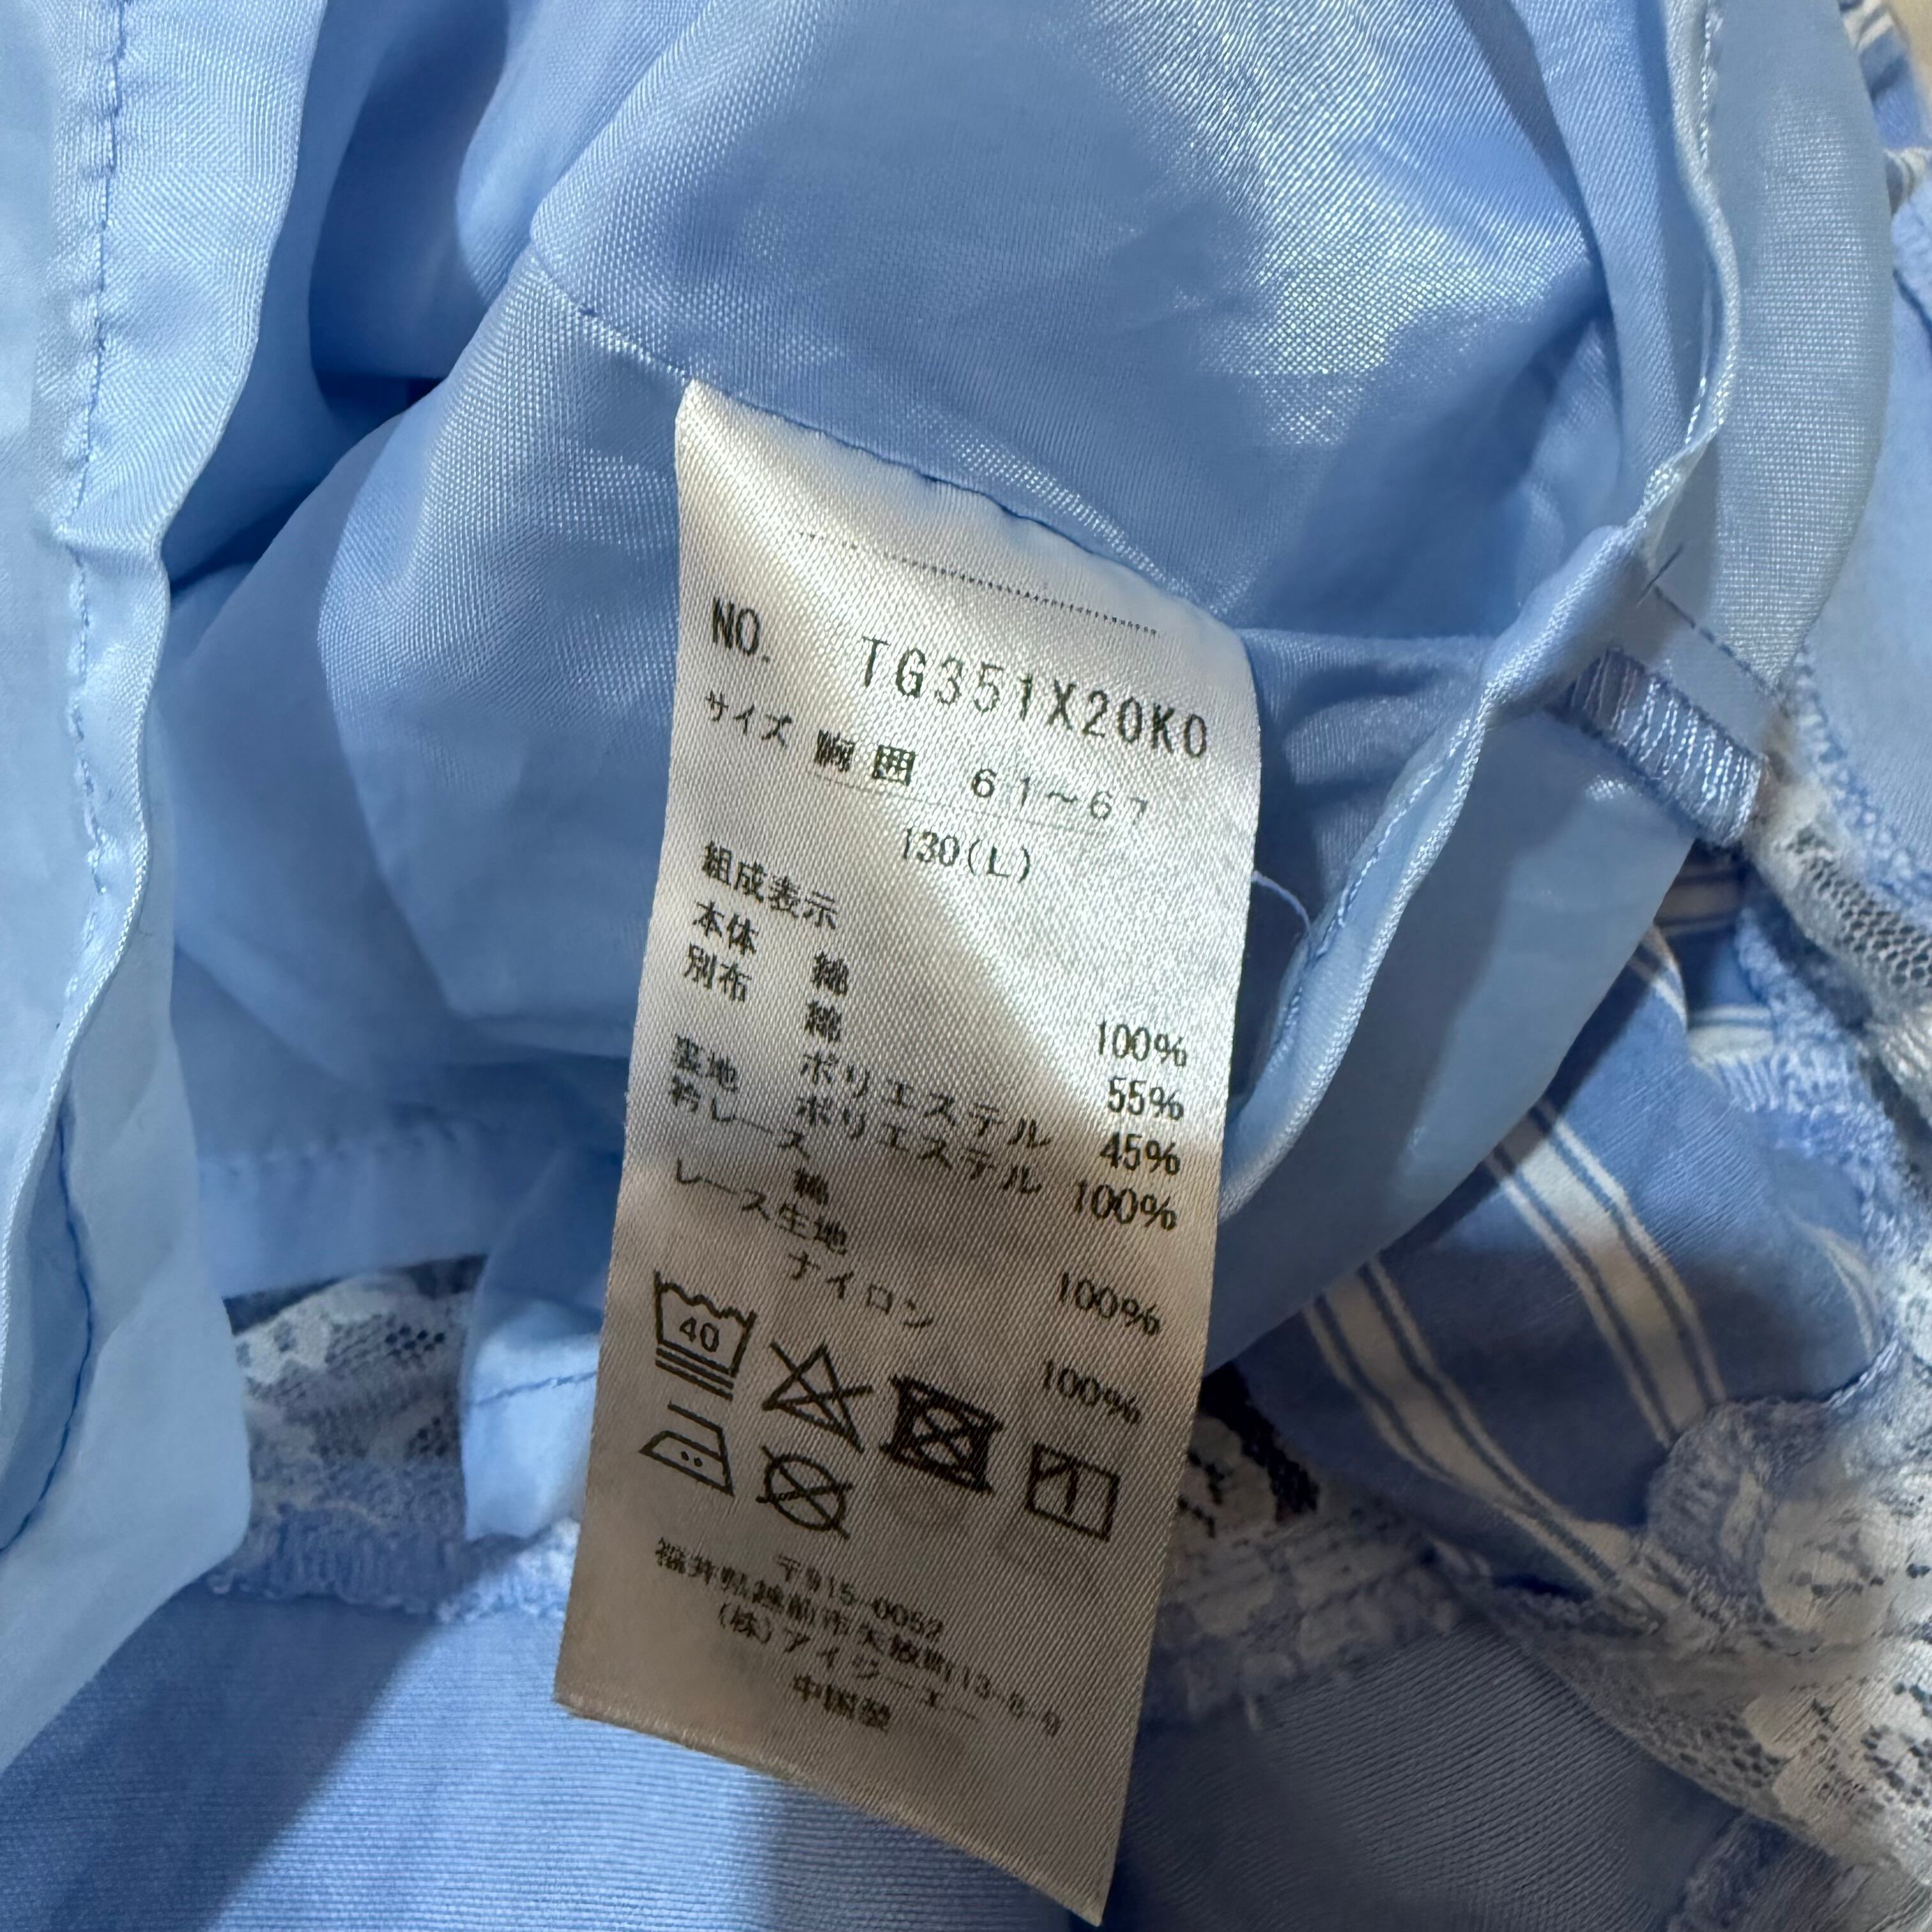 NO. TG351X20K0
サイズ 胸囲 61～67
130(L)
組成表示
本体 綿 100%
別布 綿 55%
ポリエステル 45%
裏地 ポリエステル 100%
衿レース
綿 100%
レース生地
ナイロン 100%
40
〒915-0052
福井県越前市矢放町13-8-9
(株)アイジーエー
中国製